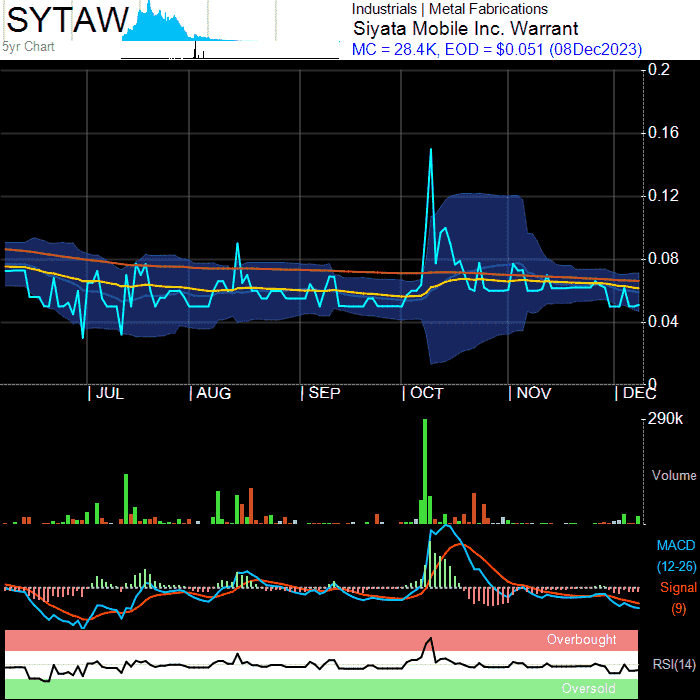 SYTAW
5yr Chart
Industrials | Metal Fabrications
Siyata Mobile Inc. Warrant
MC = 28.4K, EOD = $0.051 (08Dec2023)
0.2
0.16
0.12
0.08
0.04
0
| JUL | AUG | SEP | OCT | NOV | DEC
290k
Volume
MACD
(12-26)
Signal
(9)
Overbought
RSI(14)
Oversold